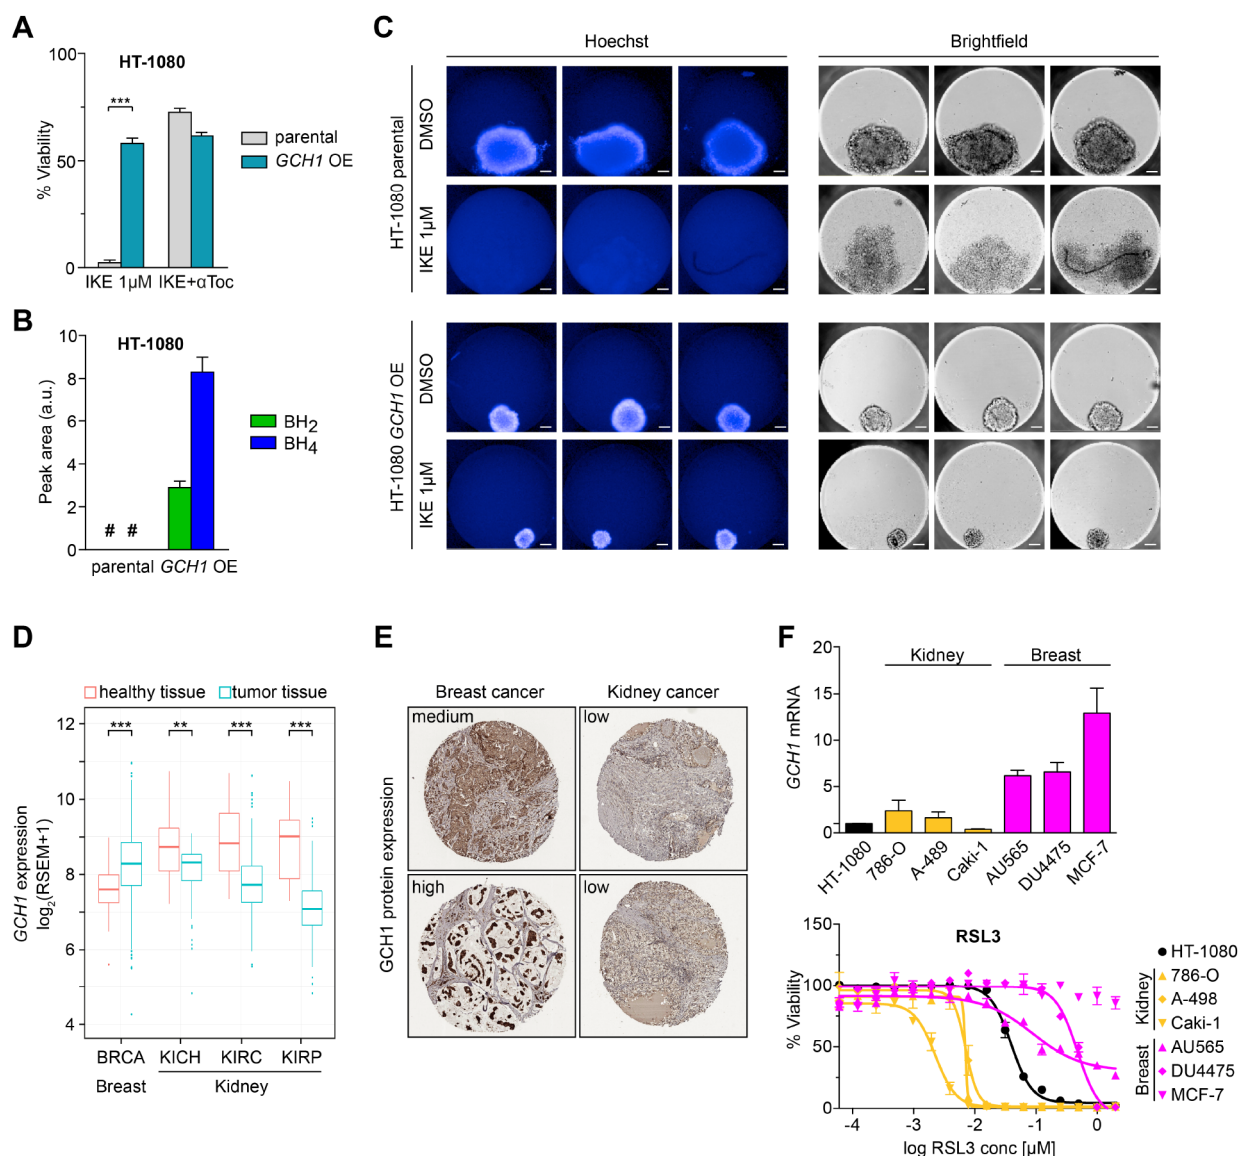 A
HT-1080
100
50
0
% Viability
***
parental
GCH1 OE
IKE 1µM
IKE+αToc
B
HT-1080
10
8
6
4
2
0
Peak area (a.u.)
# #
BH2
BH4
parental GCH1 OE
C
Hoechst
Brightfield
HT-1080 parental
DMSO
IKE 1µM
HT-1080 GCH1 OE
DMSO
IKE 1µM
D
healthy tissue
tumor tissue
*** ** *** ***
12
10
8
6
4
GCH1 expression
log2(RSEM+1)
BRCA KICH KIRC KIRP
Breast Kidney
E
Breast cancer
Kidney cancer
GCH1 protein expression
medium
low
high
low
F
20
15
10
5
0
GCH1 mRNA
Kidney
Breast
HT-1080
786-O
A-489
Caki-1
AU565
DU4475
MCF-7
150
100
50
0
% Viability
RSL3
-4 -3 -2 -1 0
log RSL3 conc [µM]
HT-1080
786-O
A-498
Caki-1
Kidney
AU565
DU4475
MCF-7
Breast